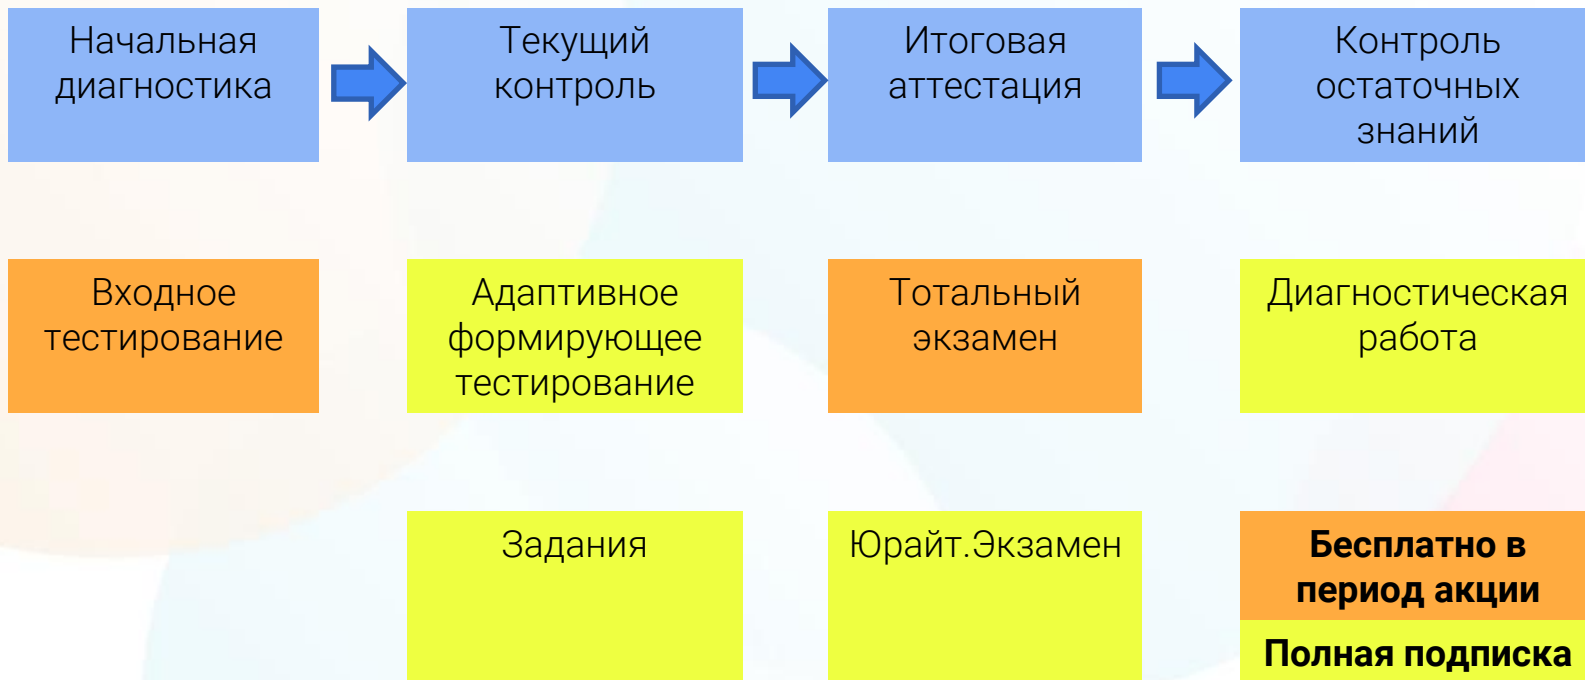 Начальная
диагностика
Текущий
контроль
Итоговая
аттестация
Контроль
остаточных
знаний
Входное
тестирование
Адаптивное
формирующее
тестирование
Тотальный
экзамен
Диагностическая
работа
Задания
Юрайт.Экзамен
Бесплатно в
период акции
Полная подписка